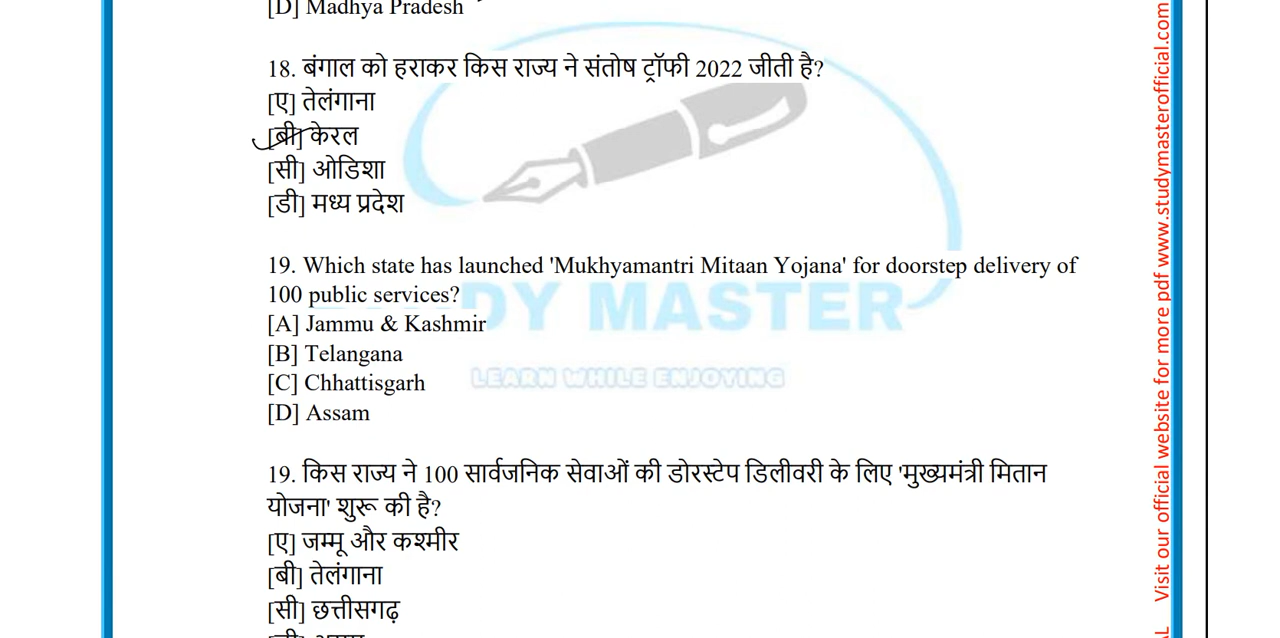 [D] Madhya Pradesh
18. बंगाल को हराकर किस राज्य ने संतोष ट्रॉफी 2022 जीती है?
[ए] तेलंगाना
[बी] केरल
[सी] ओडिशा
[डी] मध्य प्रदेश
19. Which state has launched 'Mukhyamantri Mitaan Yojana' for doorstep delivery of
100 public services?
[A] Jammu & Kashmir
[B] Telangana
[C] Chhattisgarh
[D] Assam
DY MASTER
LEARN WHILE ENJOYING
19. किस राज्य ने 100 सार्वजनिक सेवाओं की डोरस्टेप डिलीवरी के लिए 'मुख्यमंत्री मितान
योजना' शुरू की है?
[ए] जम्मू और कश्मीर
[बी] तेलंगाना
[सी] छत्तीसगढ़
Visit our official website for more pdf www.studymasterofficial.com